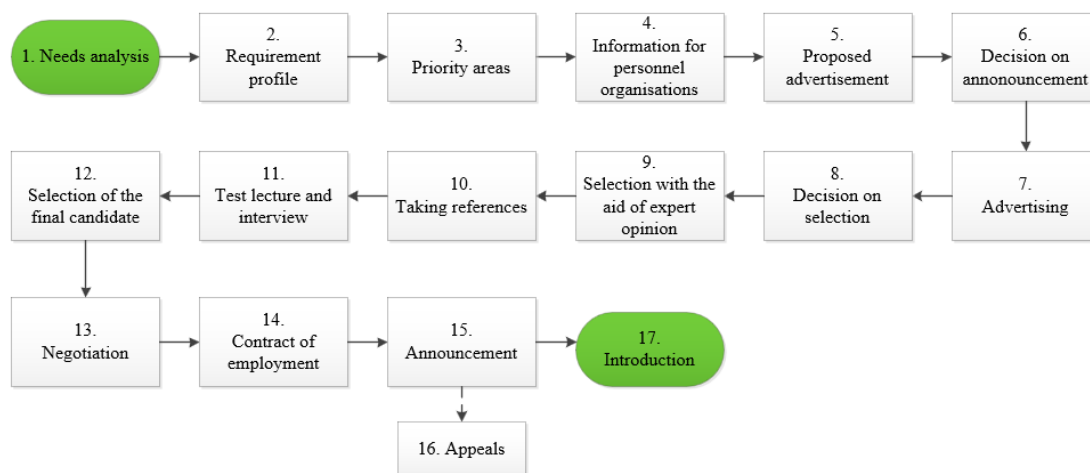 1. Needs analysis
2.
Requirement
profile
3.
Priority areas
4.
Information for
personnel
organisations
5.
Proposed
advertisement
6.
Decision on
annonouncement
7.
Advertising
8.
Decision on
selection
9.
Selection with the
aid of expert
opinion
10.
Taking references
11.
Test lecture and
interview
12.
Selection of the
final candidate
13.
Negotiation
14.
Contract of
employment
15.
Announcement
16. Appeals
17.
Introduction